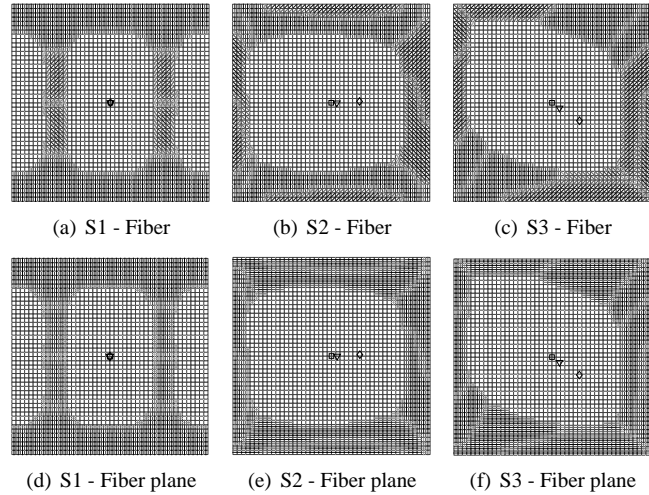 (a) S1 - Fiber
(b) S2 - Fiber
(c) S3 - Fiber
(d) S1 - Fiber plane
(e) S2 - Fiber plane
(f) S3 - Fiber plane